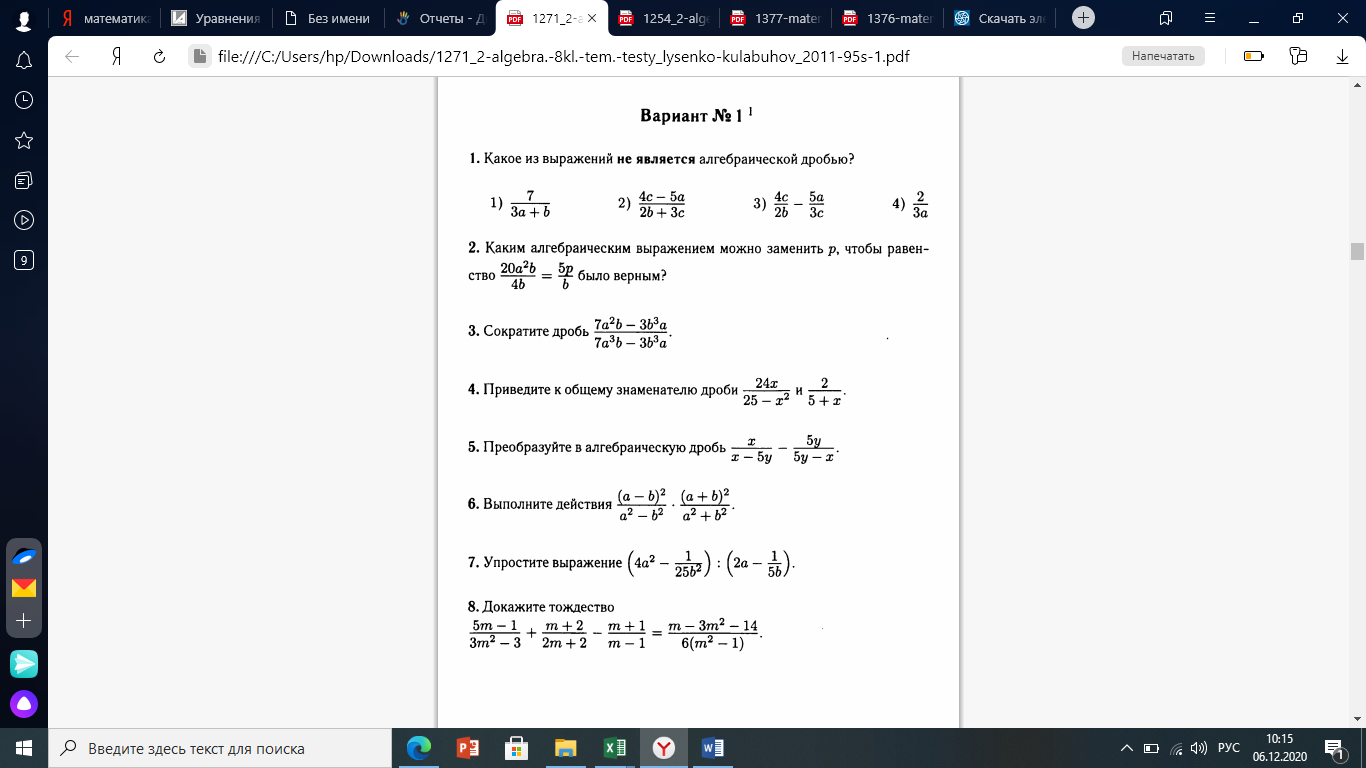 математика
Уравнения
Без имени
Отчеты - Д
1271_2-a
1254_2-alge
1377-mater
1376-mater
Скачать эле
file:///C:/Users/hp/Downloads/1271_2-algebra.-8kl.-tem.-testy_lysenko-kulabuhov_2011-95s-1.pdf
Напечатать
9
Вариант № 1 ¹
1. Какое из выражений не является алгебраической дробью?
1) 7/(3a + b) 2) (4c − 5a)/(2b + 3c) 3) 4c/2b − 5a/3c 4) 2/3a
2. Каким алгебраическим выражением можно заменить p, чтобы равен-
ство 20a²b/4b = 5p/b было верным?
3. Сократите дробь (7a²b − 3b³a)/(7a³b − 3b³a).
4. Приведите к общему знаменателю дроби 24x/(25 − x²) и 2/(5 + x).
5. Преобразуйте в алгебраическую дробь x/(x − 5y) − 5y/(5y − x).
6. Выполните действия (a − b)²/(a² − b²) · (a + b)²/(a² + b²).
7. Упростите выражение (4a² − 1/25b²) : (2a − 1/5b).
8. Докажите тождество
(5m − 1)/(3m² − 3) + (m + 2)/(2m + 2) − (m + 1)/(m − 1) = (m − 3m² − 14)/(6(m² − 1)).
Введите здесь текст для поиска
РУС
10:15
06.12.2020
1